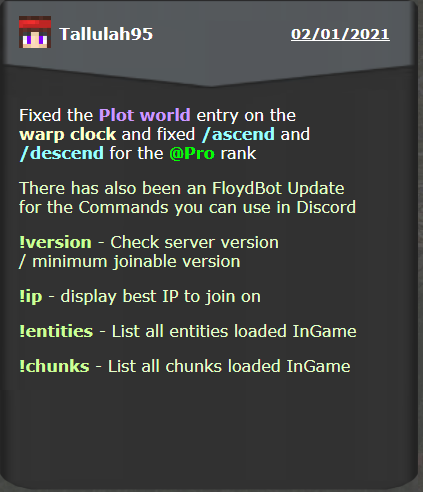 Tallulah95 02/01/2021
Fixed the Plot world entry on the
warp clock and fixed /ascend and
/descend for the @Pro rank
There has also been an FloydBot Update
for the Commands you can use in Discord
!version - Check server version
/ minimum joinable version
!ip - display best IP to join on
!entities - List all entities loaded InGame
!chunks - List all chunks loaded InGame